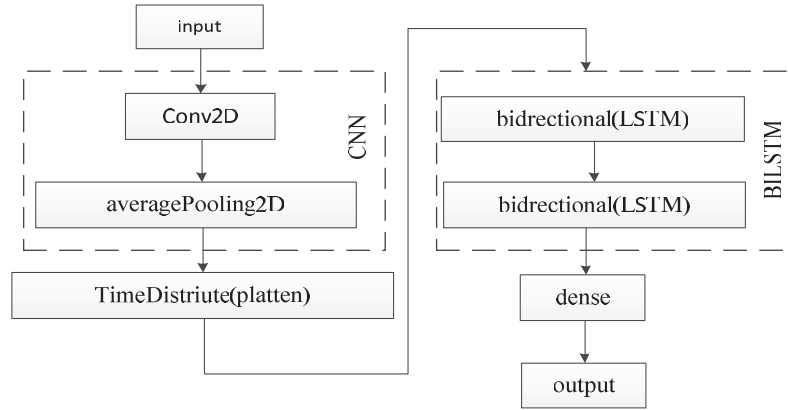 input
Conv2D
CNN
averagePooling2D
TimeDistriute(platten)
bidrectional(LSTM)
BILSTM
bidrectional(LSTM)
dense
output